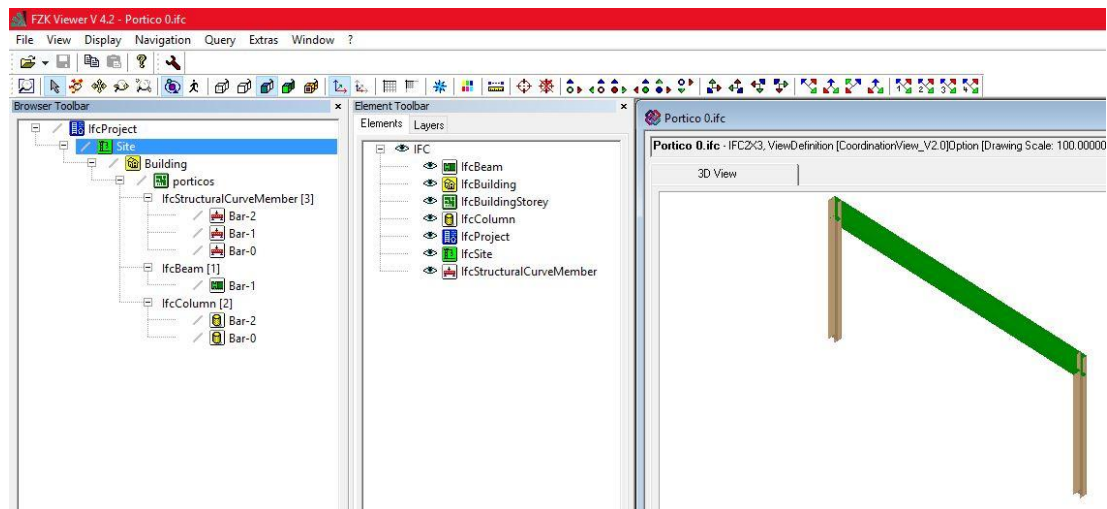 FZK Viewer V 4.2 - Portico 0.ifc
File View Display Navigation Query Extras Window ?
Browser Toolbar
IfcProject
Site
Building
porticos
IfcStructuralCurveMember [3]
Bar-2
Bar-1
Bar-0
IfcBeam [1]
Bar-1
IfcColumn [2]
Bar-2
Bar-0
Element Toolbar
Elements Layers
IFC
IfcBeam
IfcBuilding
IfcBuildingStorey
IfcColumn
IfcProject
IfcSite
IfcStructuralCurveMember
Portico 0.ifc
Portico 0.ifc - IFC2X3, ViewDefinition [CoordinationView_V2.0]Option [Drawing Scale: 100.00000
3D View